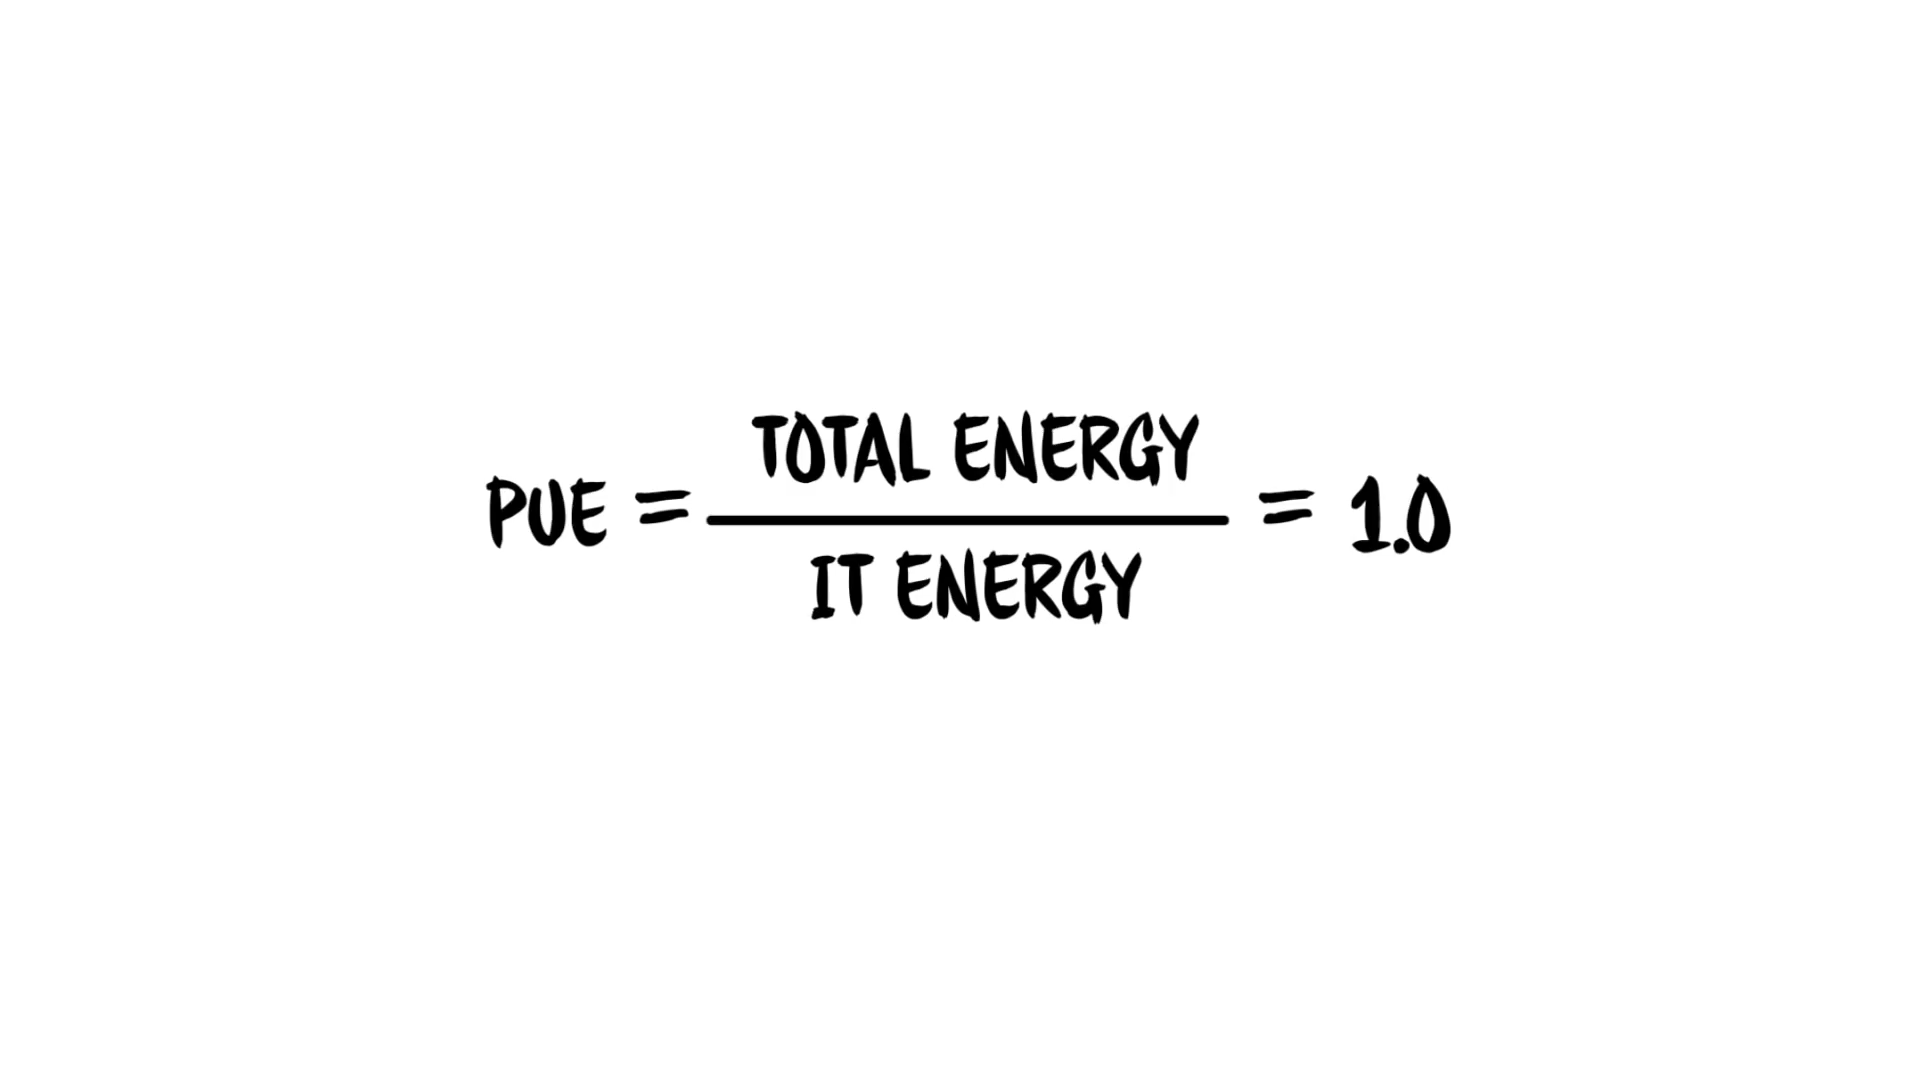 TOTAL ENERGY
PUE = = 1.0
IT ENERGY